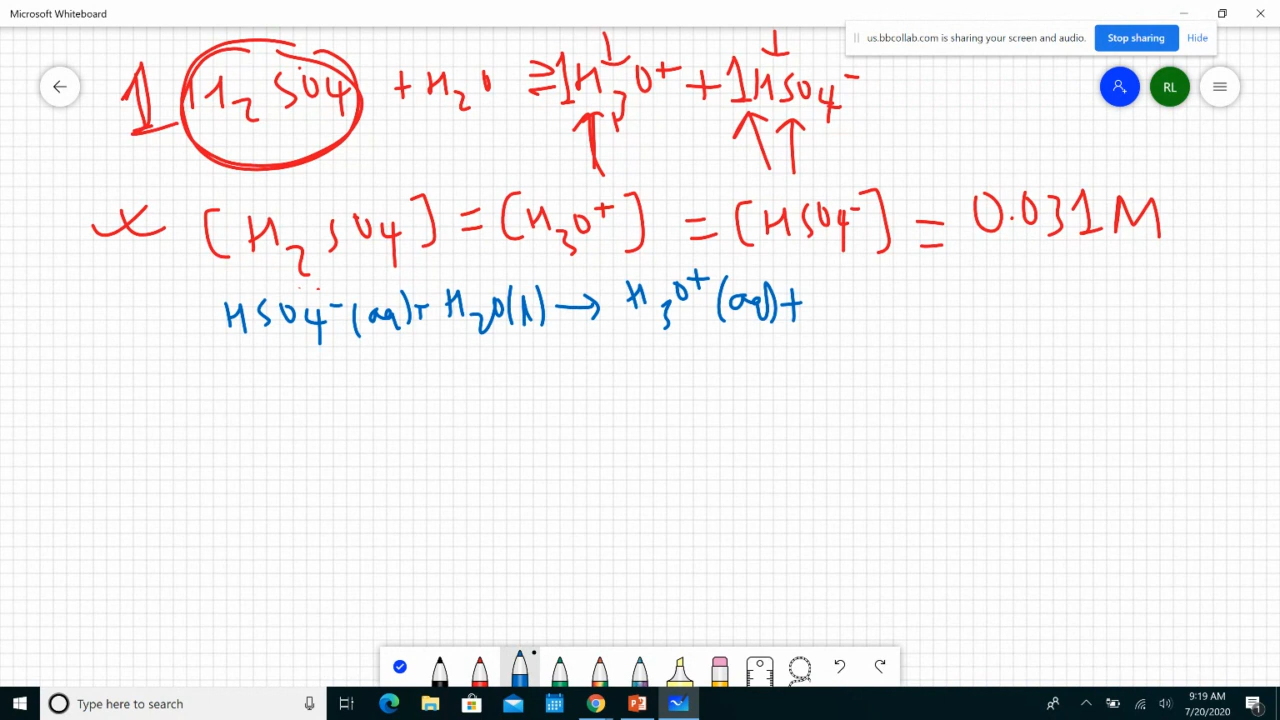 Microsoft Whiteboard
us.bbcollab.com is sharing your screen and audio. Stop sharing Hide
RL
1 H2SO4 + H2O ⇌ 1H3O+ + 1HSO4-
[H2SO4] = [H3O+] = [HSO4-] = 0.031M
HSO4-(aq)+ H2O(l) → H3O+(aq)+
Type here to search
9:19 AM
7/20/2020
1